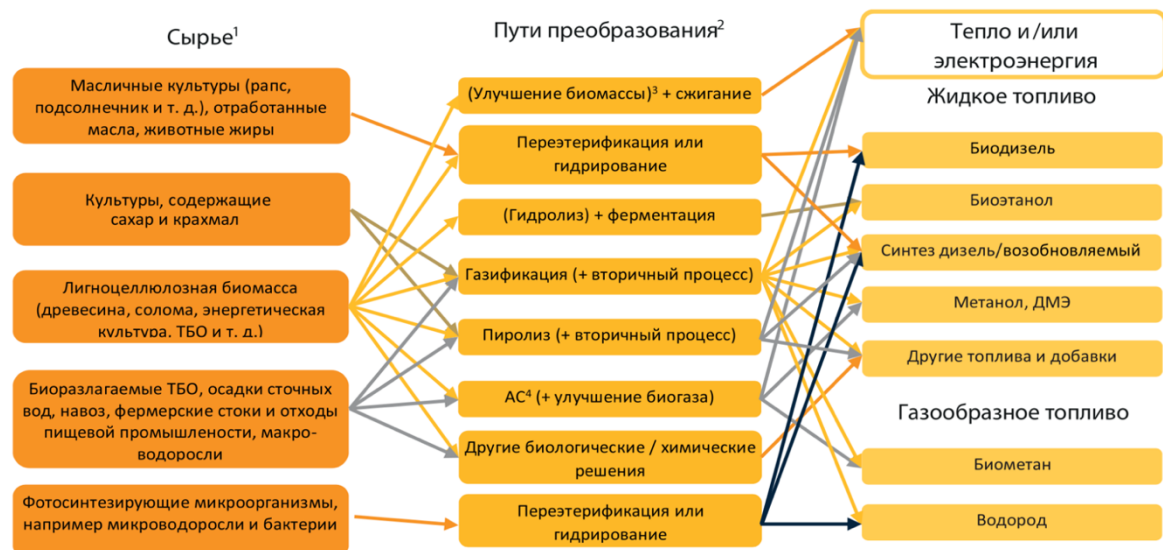 Сырье¹
Масличные культуры (рапс,
подсолнечник и т. д.), отработанные
масла, животные жиры
Культуры, содержащие
сахар и крахмал
Лигноцеллюлозная биомасса
(древесина, солома, энергетическая
культура, ТБО и т. д.)
Биоразлагаемые ТБО, осадки сточных
вод, навоз, фермерские стоки и отходы
пищевой промышлености, макро-
водоросли
Фотосинтезирующие микроорганизмы,
например микроводоросли и бактерии
Пути преобразования²
(Улучшение биомассы)³ + сжигание
Переэтерификация или
гидрирование
(Гидролиз) + ферментация
Газификация (+ вторичный процесс)
Пиролиз (+ вторичный процесс)
АС⁴ (+ улучшение биогаза)
Другие биологические / химические
решения
Переэтерификация или
гидрирование
Тепло и/или
электроэнергия
Жидкое топливо
Биодизель
Биоэтанол
Синтез дизель/возобновляемый
Метанол, ДМЭ
Другие топлива и добавки
Газообразное топливо
Биометан
Водород